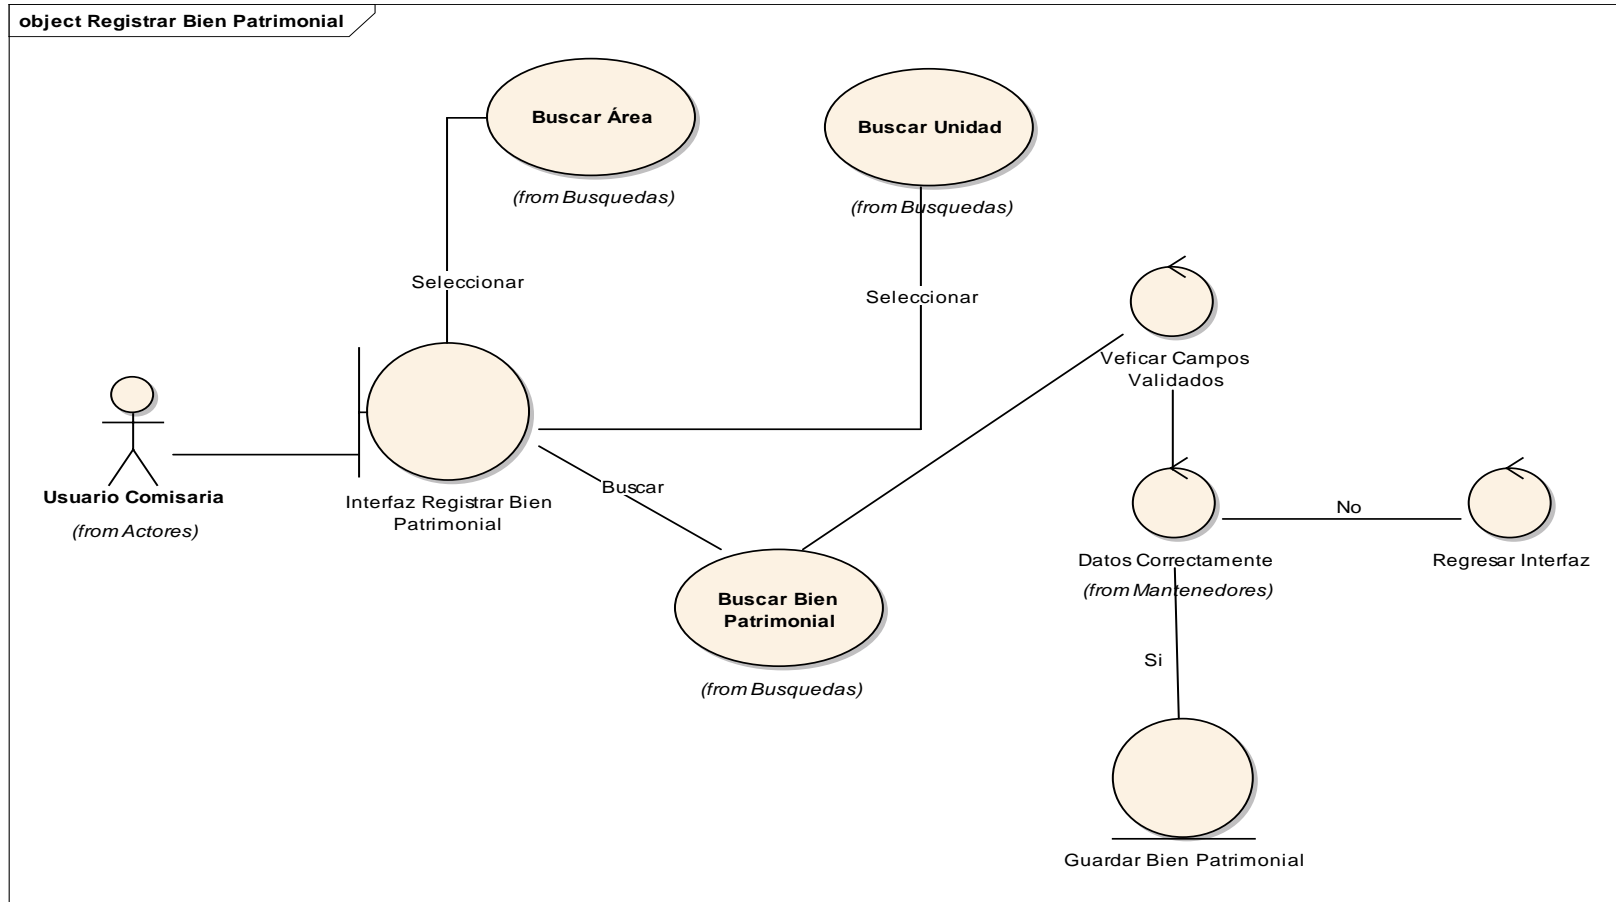 object Registrar Bien Patrimonial
Buscar Área
(from Busquedas)
Buscar Unidad
(from Busquedas)
Seleccionar
Seleccionar
Veficar Campos
Validados
Usuario Comisaria
(from Actores)
Interfaz Registrar Bien
Patrimonial
Buscar
No
Datos Correctamente
(from Mantenedores)
Regresar Interfaz
Buscar Bien
Patrimonial
(from Busquedas)
Si
Guardar Bien Patrimonial